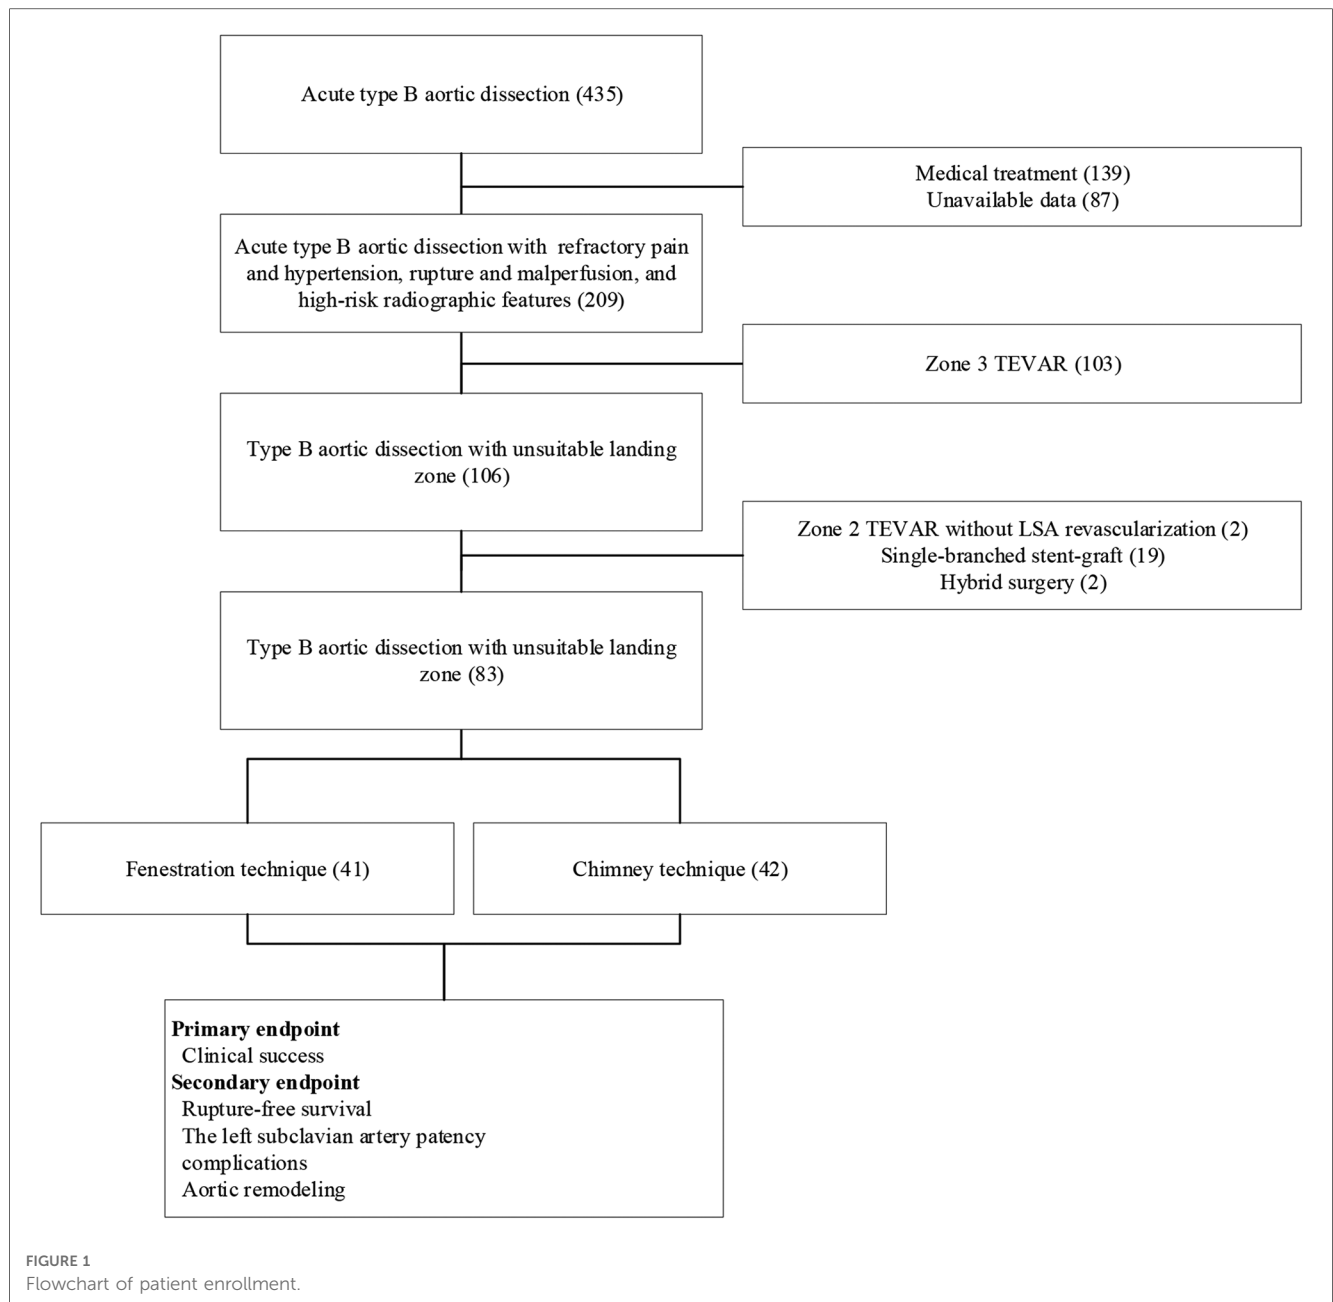 Acute type B aortic dissection (435)
Medical treatment (139)
Unavailable data (87)
Acute type B aortic dissection with refractory pain
and hypertension, rupture and malperfusion, and
high-risk radiographic features (209)
Zone 3 TEVAR (103)
Type B aortic dissection with unsuitable landing
zone (106)
Zone 2 TEVAR without LSA revascularization (2)
Single-branched stent-graft (19)
Hybrid surgery (2)
Type B aortic dissection with unsuitable landing
zone (83)
Fenestration technique (41)
Chimney technique (42)
Primary endpoint
Clinical success
Secondary endpoint
Rupture-free survival
The left subclavian artery patency
complications
Aortic remodeling
FIGURE 1
Flowchart of patient enrollment.